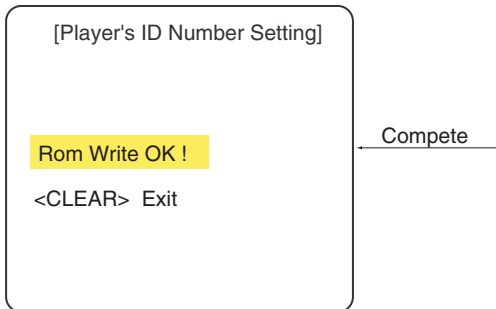 [Player's ID Number Setting]
Compete
Rom Write OK !
<CLEAR> Exit